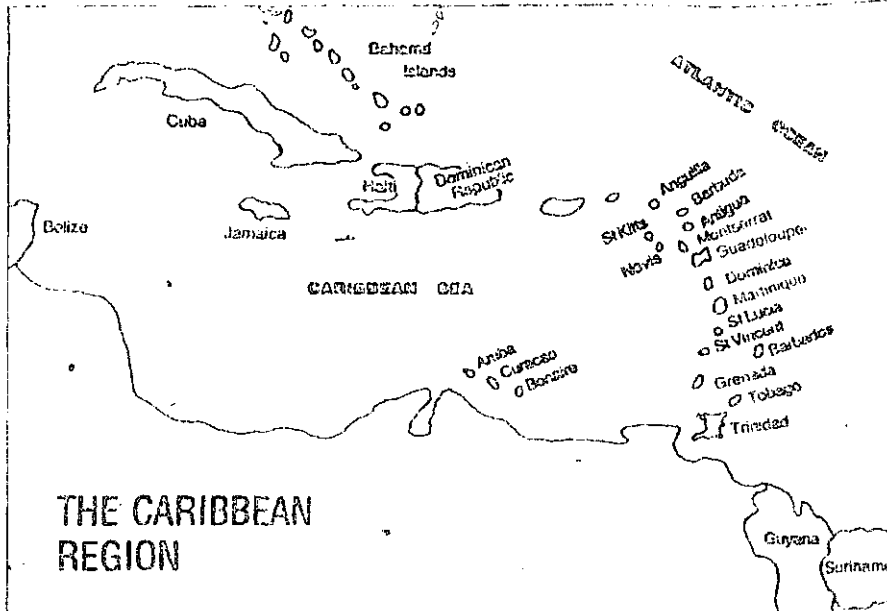 Bahama
Islands
ATLANTIC
OCEAN
Cuba
Haiti
Dominican
Republic
Anguilla
Barbuda
Belize
Jamaica
St Kitts
Antigua
Montserrat
Nevis
Guadeloupe
CARIBBEAN SEA
Dominica
Martinique
St Lucia
St Vincent
Barbados
Aruba
Curacao
Bonaire
Grenada
Tobago
Trinidad
THE CARIBBEAN
REGION
Guyana
Suriname